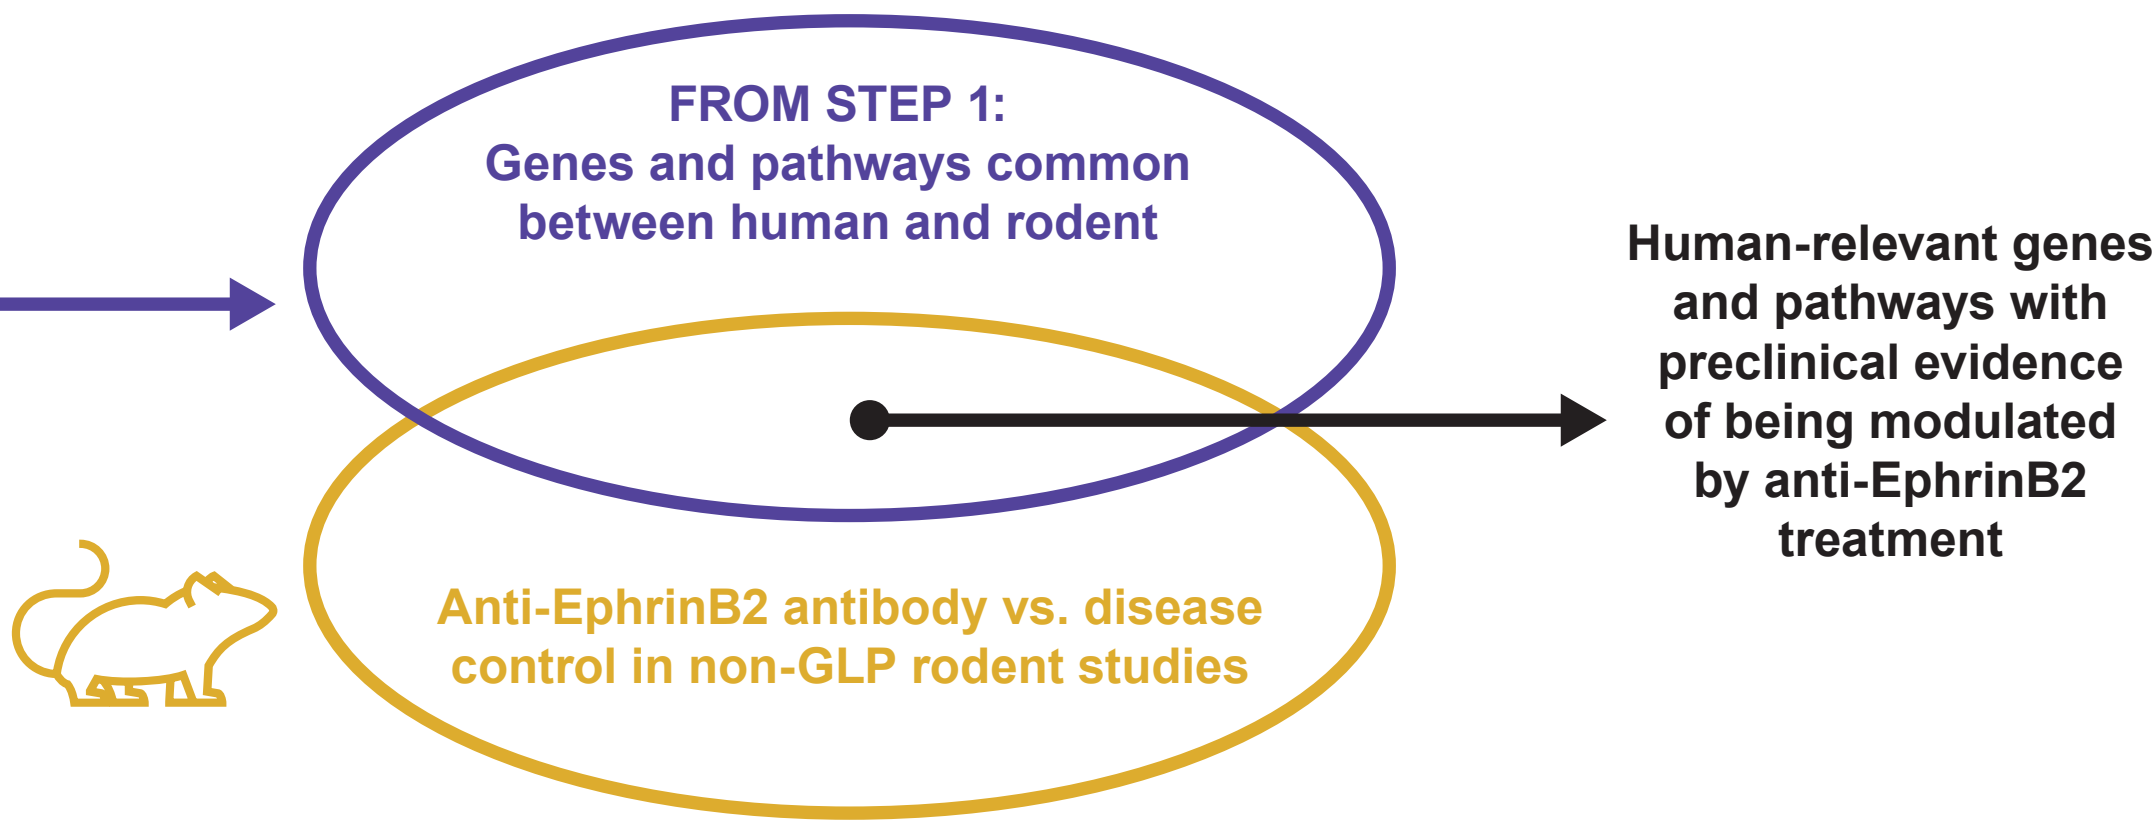 FROM STEP 1:
Genes and pathways common
between human and rodent
Human-relevant genes
and pathways with
preclinical evidence
of being modulated
by anti-EphrinB2
treatment
Anti-EphrinB2 antibody vs. disease
control in non-GLP rodent studies